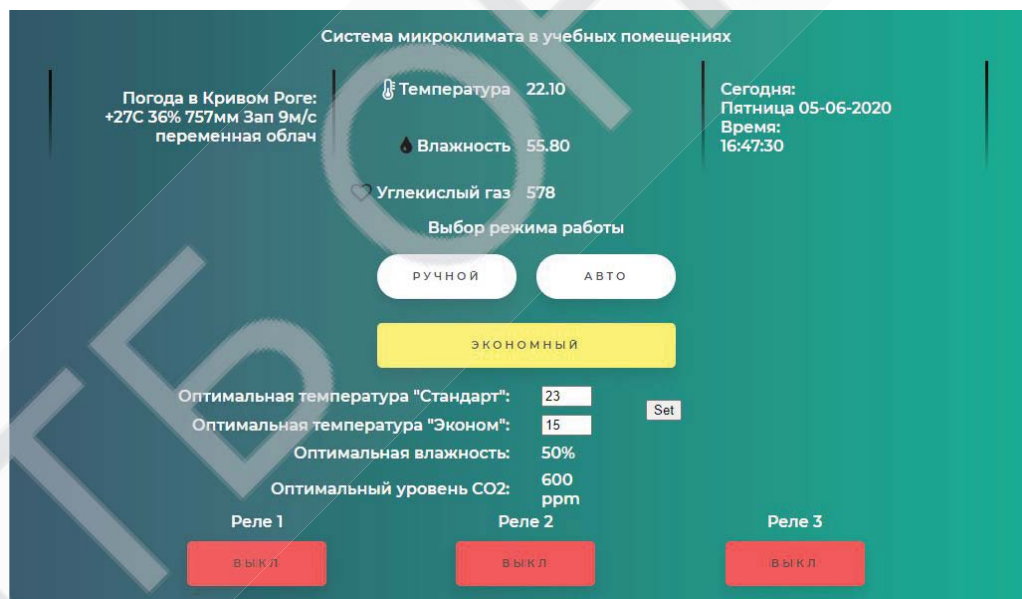 Система микроклимата в учебных помещениях
Погода в Кривом Роге:
+27C 36% 757мм Зап 9м/с
переменная облач
Температура 22.10
Влажность 55.80
Углекислый газ 578
Сегодня:
Пятница 05-06-2020
Время:
16:47:30
Выбор режима работы
РУЧНОЙ
АВТО
ЭКОНОМНЫЙ
Оптимальная температура "Стандарт": 23
Оптимальная температура "Эконом": 15
Set
Оптимальная влажность: 50%
Оптимальный уровень CO2: 600
ppm
Реле 1
Реле 2
Реле 3
ВЫКЛ
ВЫКЛ
ВЫКЛ